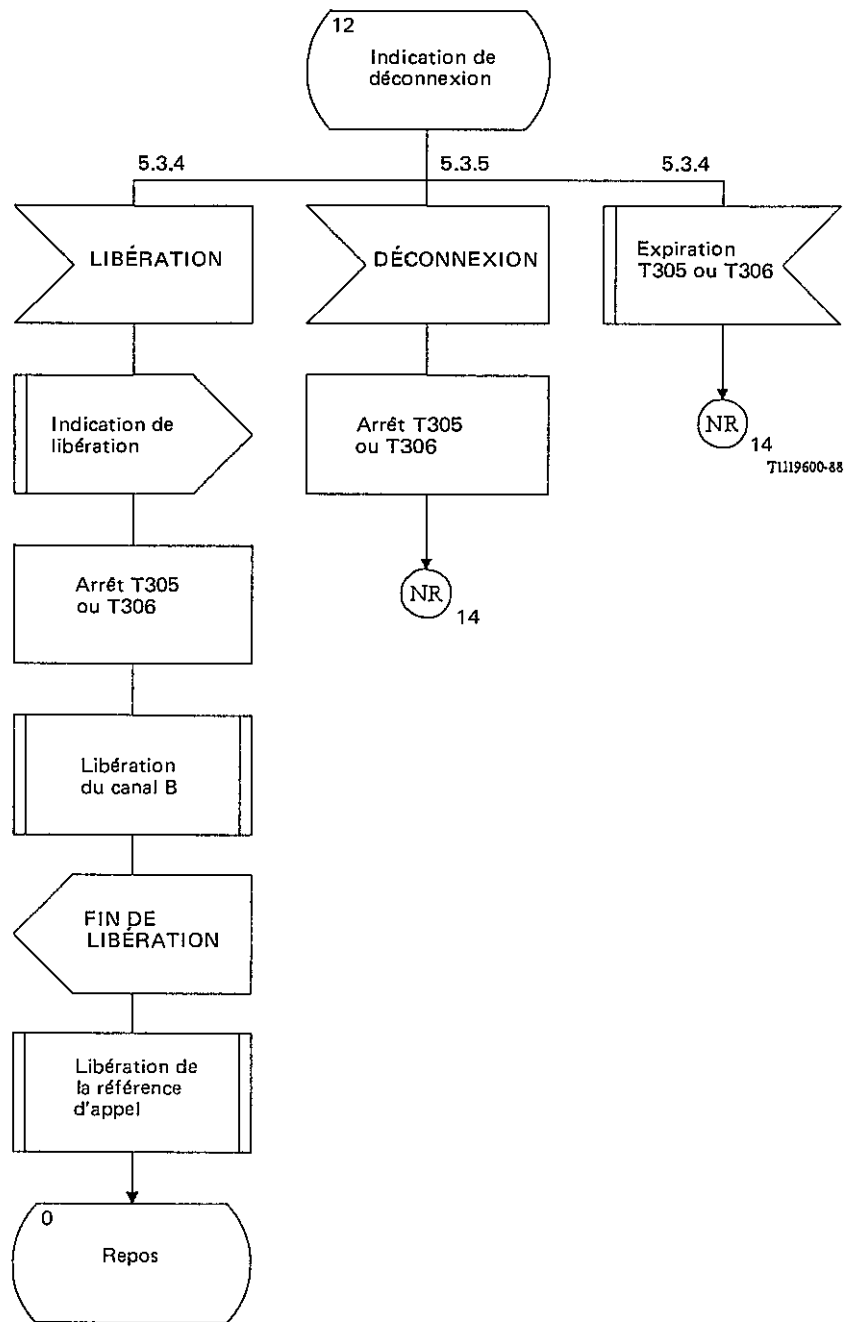 12
Indication de
déconnexion
5.3.4
5.3.5
5.3.4
LIBÉRATION
DÉCONNEXION
Expiration
T305 ou T306
Indication de
libération
Arrêt T305
ou T306
NR
14
T1119600-88
Arrêt T305
ou T306
NR
14
Libération
du canal B
FIN DE
LIBÉRATION
Libération de
la référence
d'appel
0
Repos